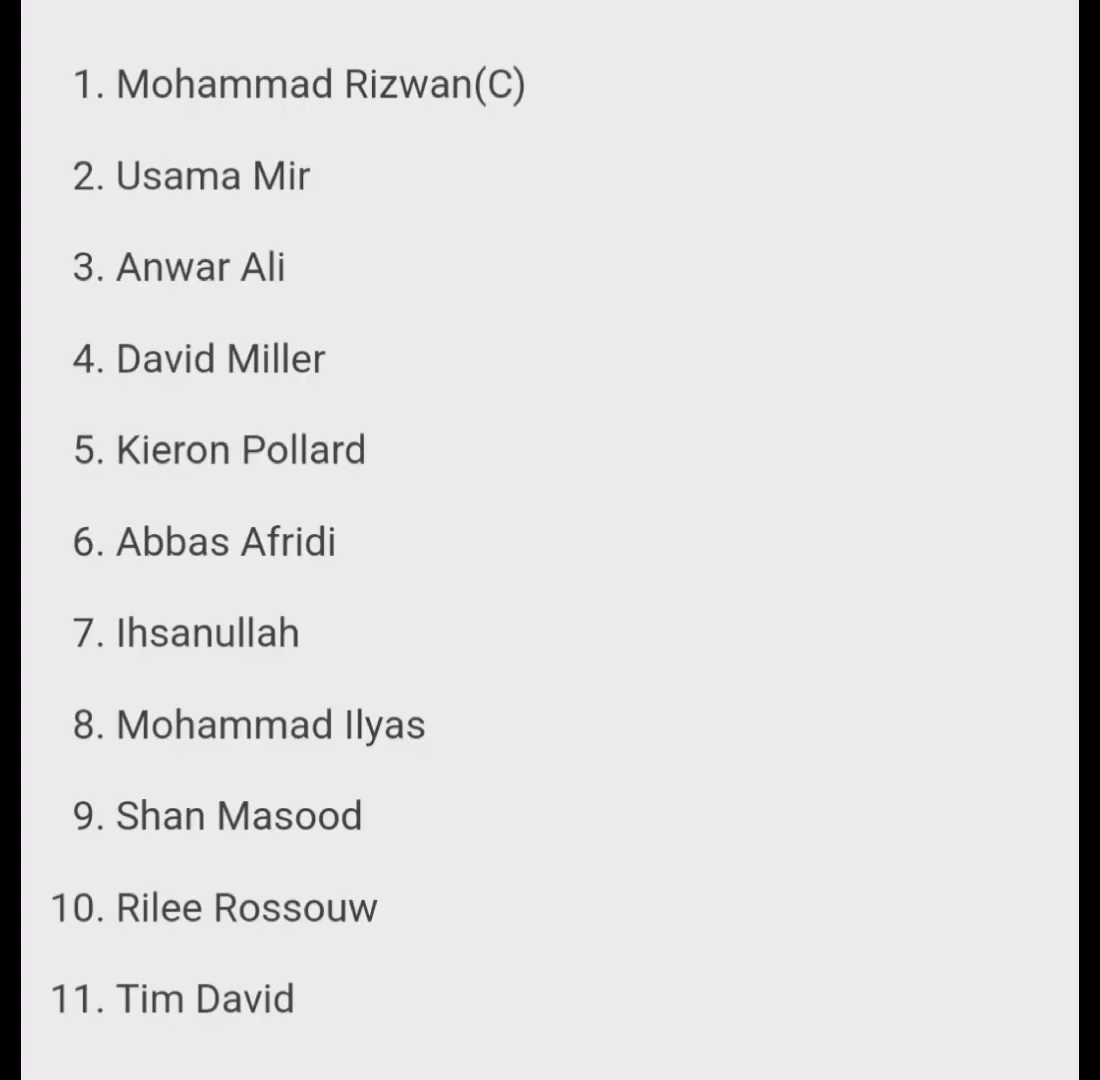 1. Mohammad Rizwan(C)
2. Usama Mir
3. Anwar Ali
4. David Miller
5. Kieron Pollard
6. Abbas Afridi
7. Ihsanullah
8. Mohammad Ilyas
9. Shan Masood
10. Rilee Rossouw
11. Tim David